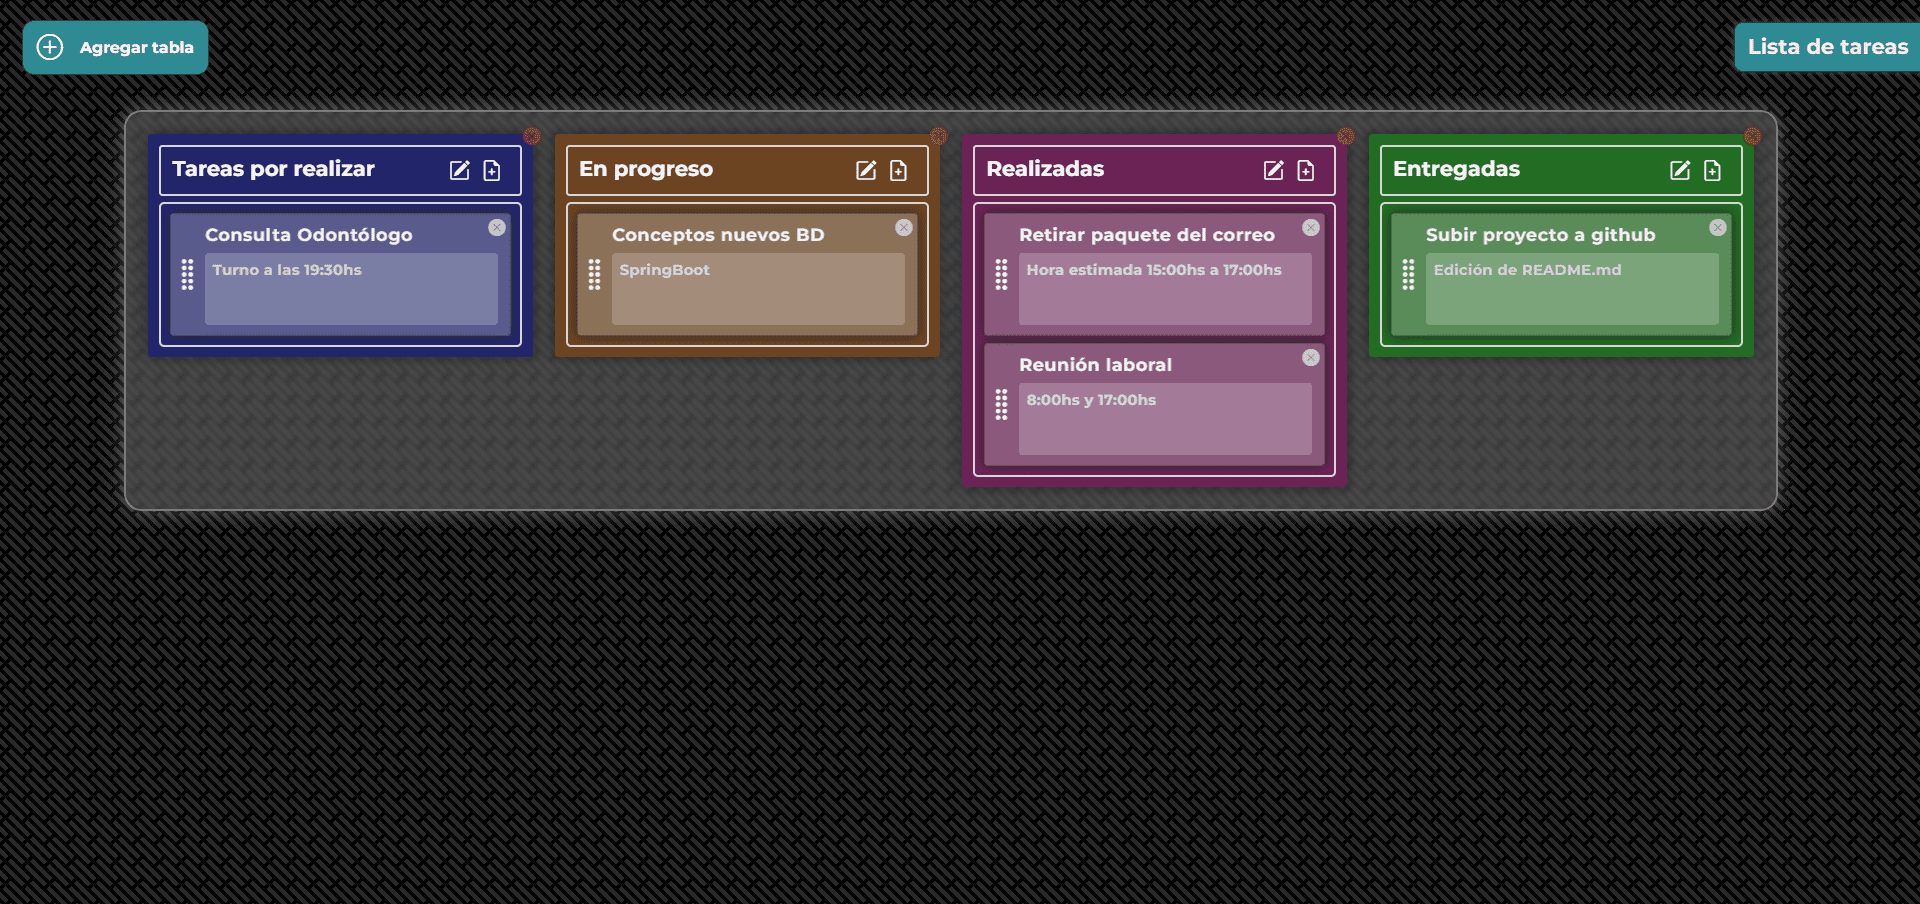 Agregar tabla
Lista de tareas
Tareas por realizar
Consulta Odontólogo
Turno a las 19:30hs
En progreso
Conceptos nuevos BD
SpringBoot
Realizadas
Retirar paquete del correo
Hora estimada 15:00hs a 17:00hs
Reunión laboral
8:00hs y 17:00hs
Entregadas
Subir proyecto a github
Edición de README.md